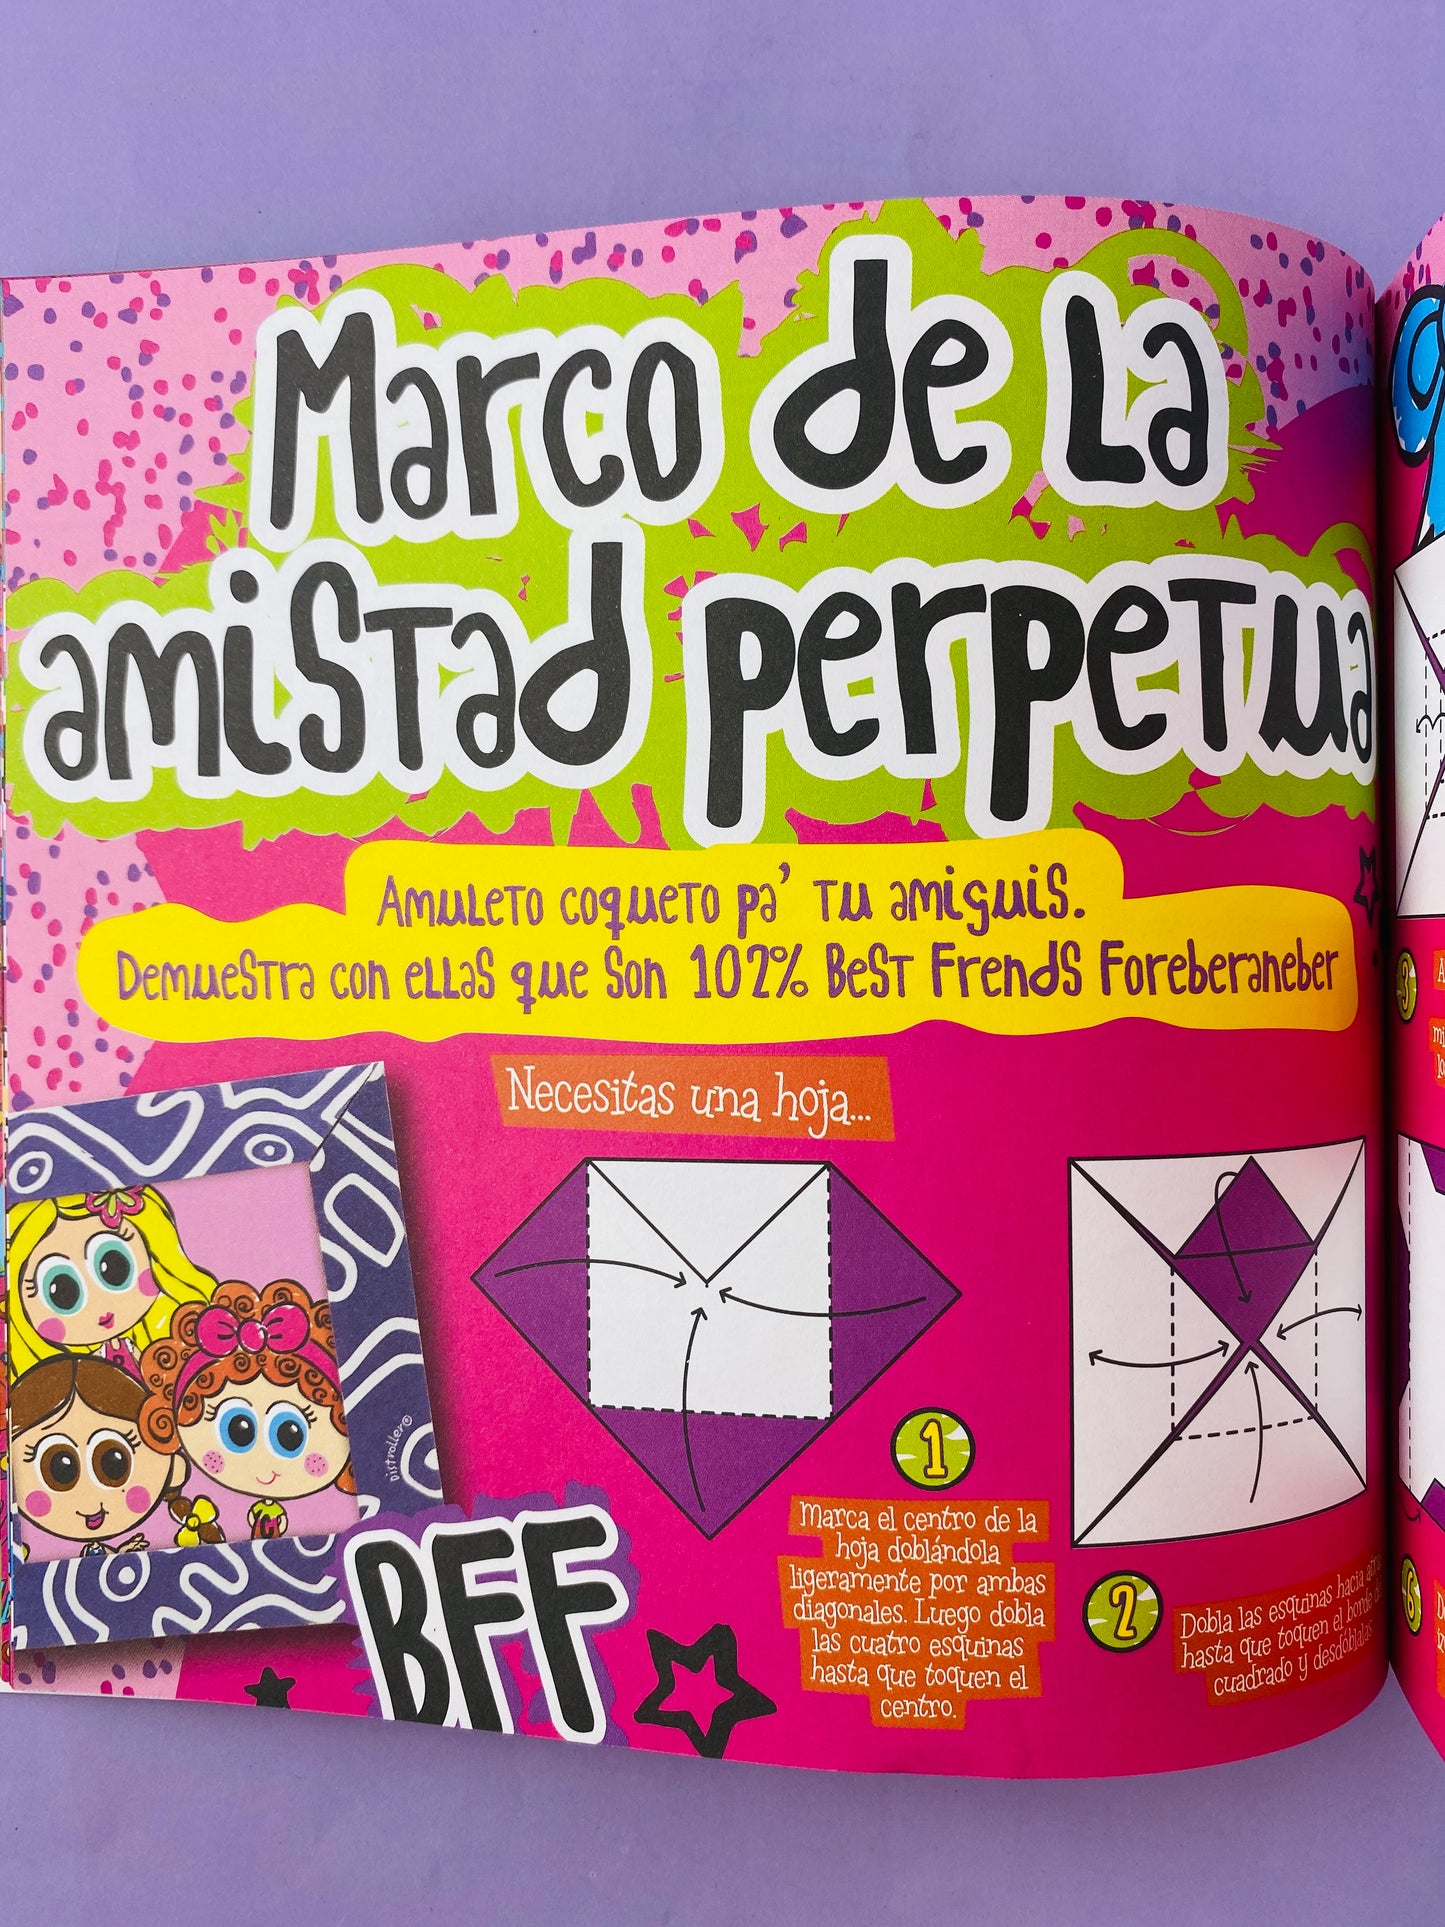 Marco de La
amistad perpetua
Amuleto coqueto pa' tu amiguis.
Demuestra con ellas que son 102% Best Frends Foreberaneber
Necesitas una hoja...
Distroller©
BFF
1
Marca el centro de la
hoja doblándola
ligeramente por ambas
diagonales. Luego dobla
las cuatro esquinas
hasta que toquen el
centro.
2
Dobla las esquinas hacia
hasta que toquen el borde
cuadrado y desdóblalas
3
6